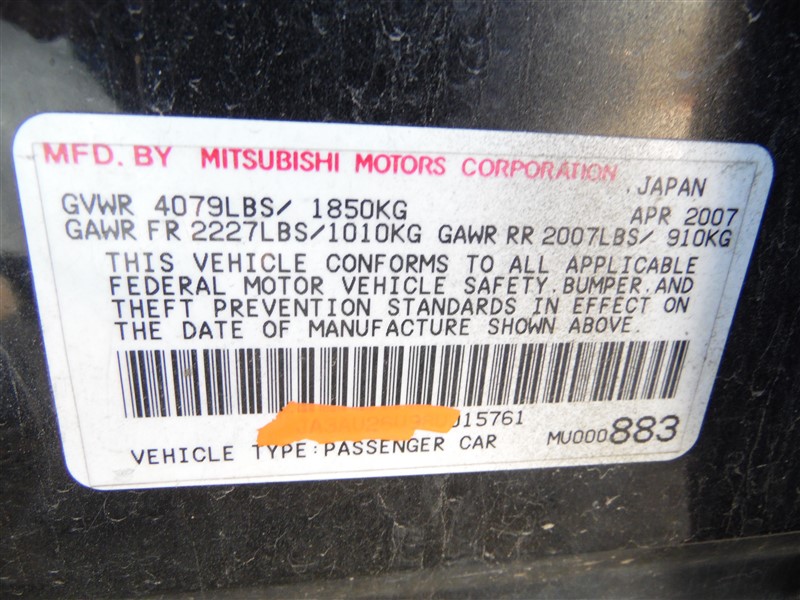 MFD. BY MITSUBISHI MOTORS CORPORATION
JAPAN
GVWR 4079LBS/ 1850KG APR 2007
GAWR FR 2227LBS/1010KG GAWR RR 2007LBS/ 910KG
THIS VEHICLE CONFORMS TO ALL APPLICABLE
FEDERAL MOTOR VEHICLE SAFETY.BUMPER.AND
THEFT PREVENTION STANDARDS IN EFFECT ON
THE DATE OF MANUFACTURE SHOWN ABOVE.
15761
VEHICLE TYPE:PASSENGER CAR MU000883